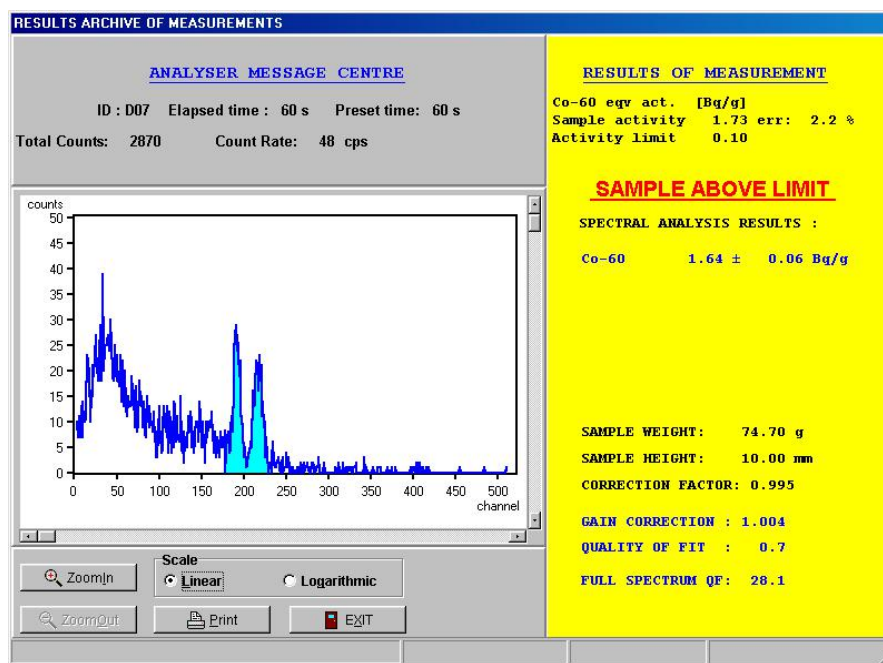 RESULTS ARCHIVE OF MEASUREMENTS
ANALYSER MESSAGE CENTRE
ID : D07 Elapsed time : 60 s Preset time: 60 s
Total Counts: 2870 Count Rate: 48 cps
counts
50
45
40
35
30
25
20
15
10
5
0
0 50 100 150 200 250 300 350 400 450 500
channel
ZoomIn
Scale
Linear Logarithmic
ZoomOut Print EXIT
RESULTS OF MEASUREMENT
Co-60 eqv act. [Bq/g]
Sample activity 1.73 err: 2.2 %
Activity limit 0.10
SAMPLE ABOVE LIMIT
SPECTRAL ANALYSIS RESULTS :
Co-60 1.64 ± 0.06 Bq/g
SAMPLE WEIGHT: 74.70 g
SAMPLE HEIGHT: 10.00 mm
CORRECTION FACTOR: 0.995
GAIN CORRECTION : 1.004
QUALITY OF FIT : 0.7
FULL SPECTRUM QF: 28.1